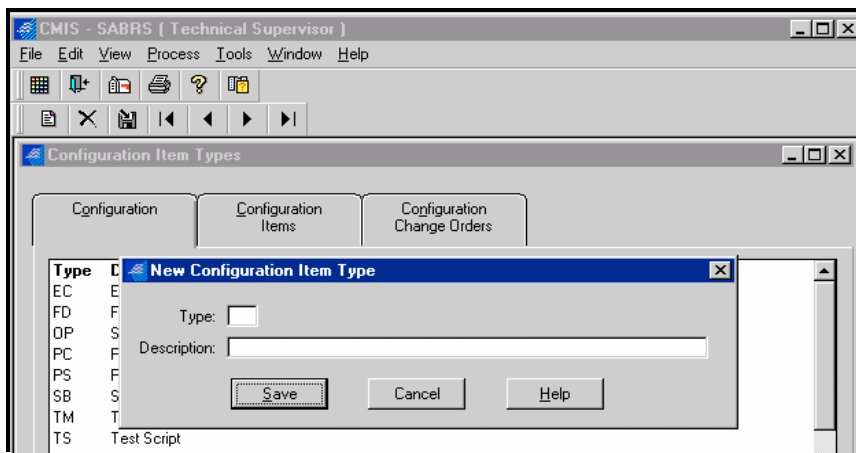 CMIS - SABRS ( Technical Supervisor )
File Edit View Process Tools Window Help
Configuration Item Types
Configuration
Configuration
Items
Configuration
Change Orders
Type D
New Configuration Item Type
EC E
FD F
OP S
PC F
PS F
SB S
TM T
TS Test Script
Type:
Description:
Save Cancel Help